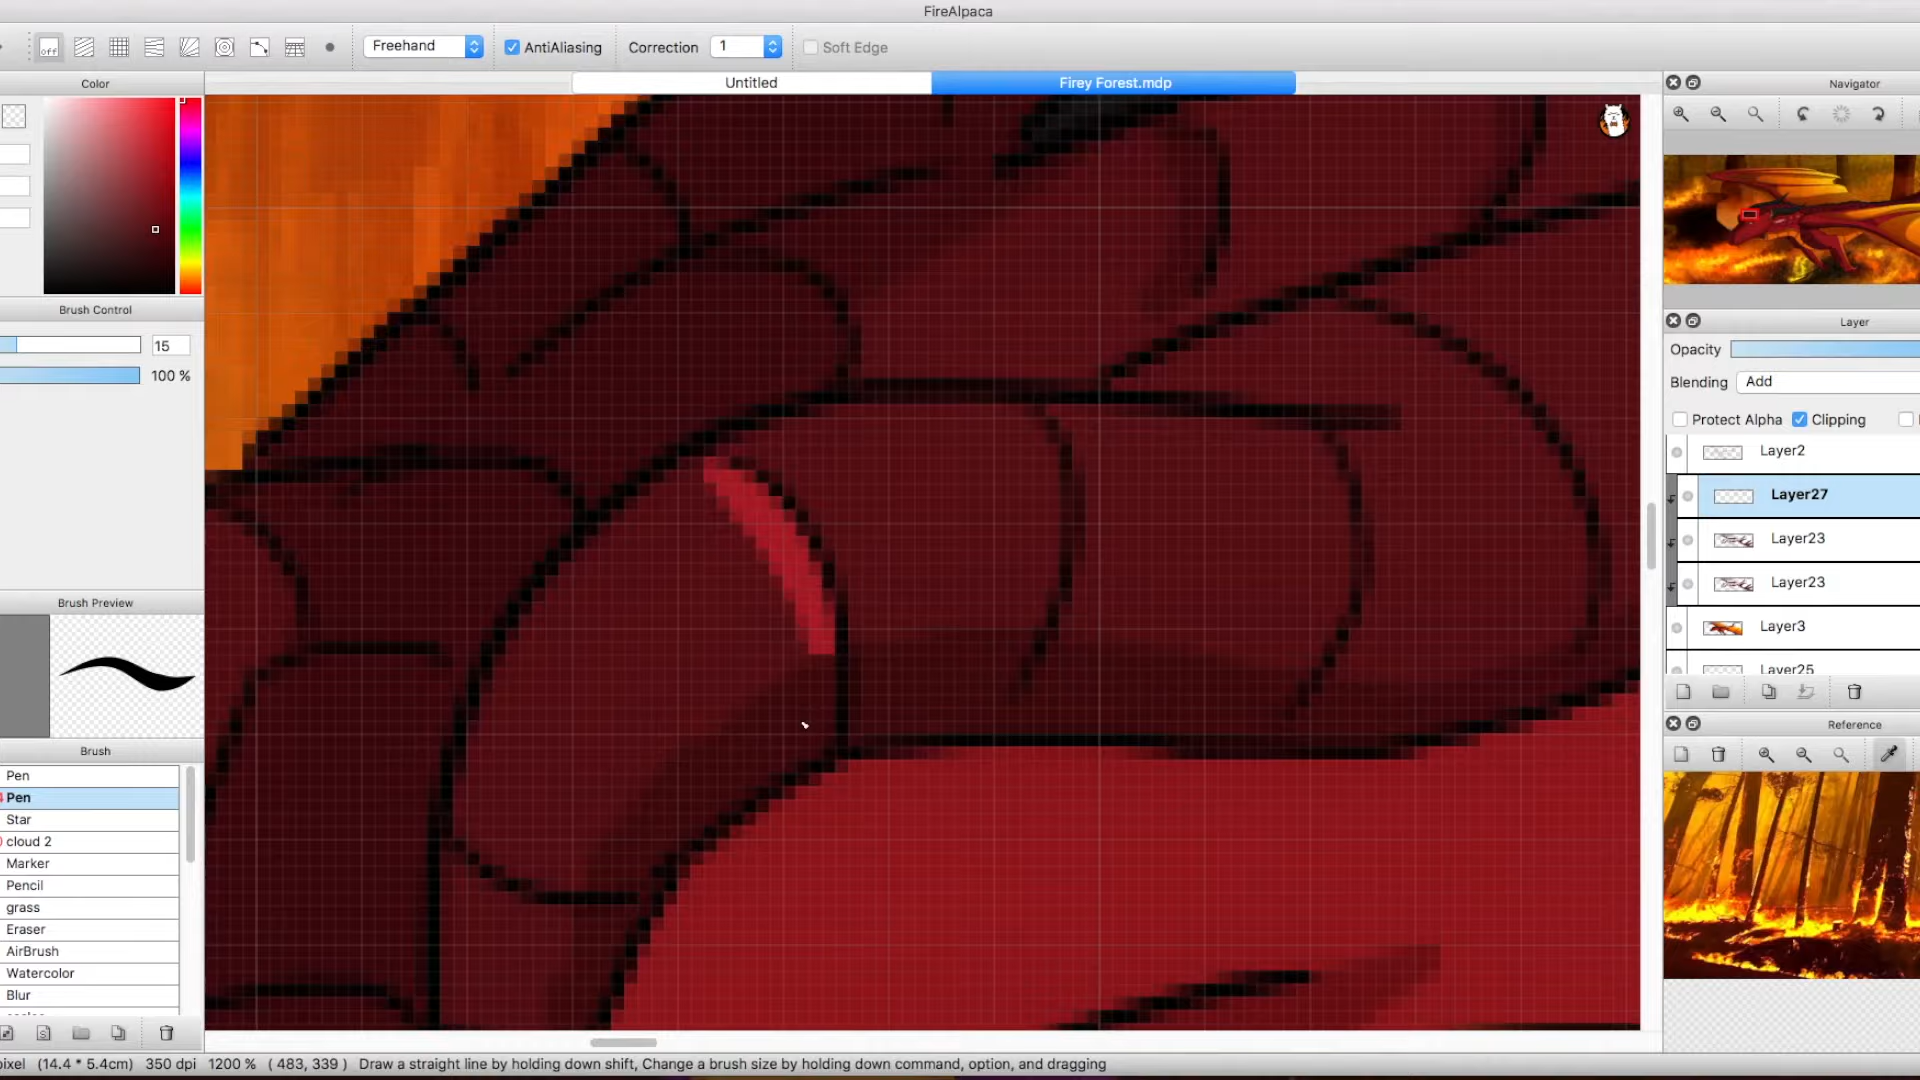 FireAlpaca
off
Freehand
AntiAliasing
Correction
1
Soft Edge
Color
Untitled
Firey Forest.mdp
Navigator
Brush Control
15
100 %
Layer
Opacity
Blending
Add
Protect Alpha
Clipping
Layer2
Layer27
Layer23
Layer23
Layer3
Layer25
Brush Preview
Reference
Brush
Pen
Pen
Star
cloud 2
Marker
Pencil
grass
Eraser
AirBrush
Watercolor
Blur
pixel (14.4 * 5.4cm) 350 dpi 1200 % ( 483, 339 ) Draw a straight line by holding down shift, Change a brush size by holding down command, option, and dragging